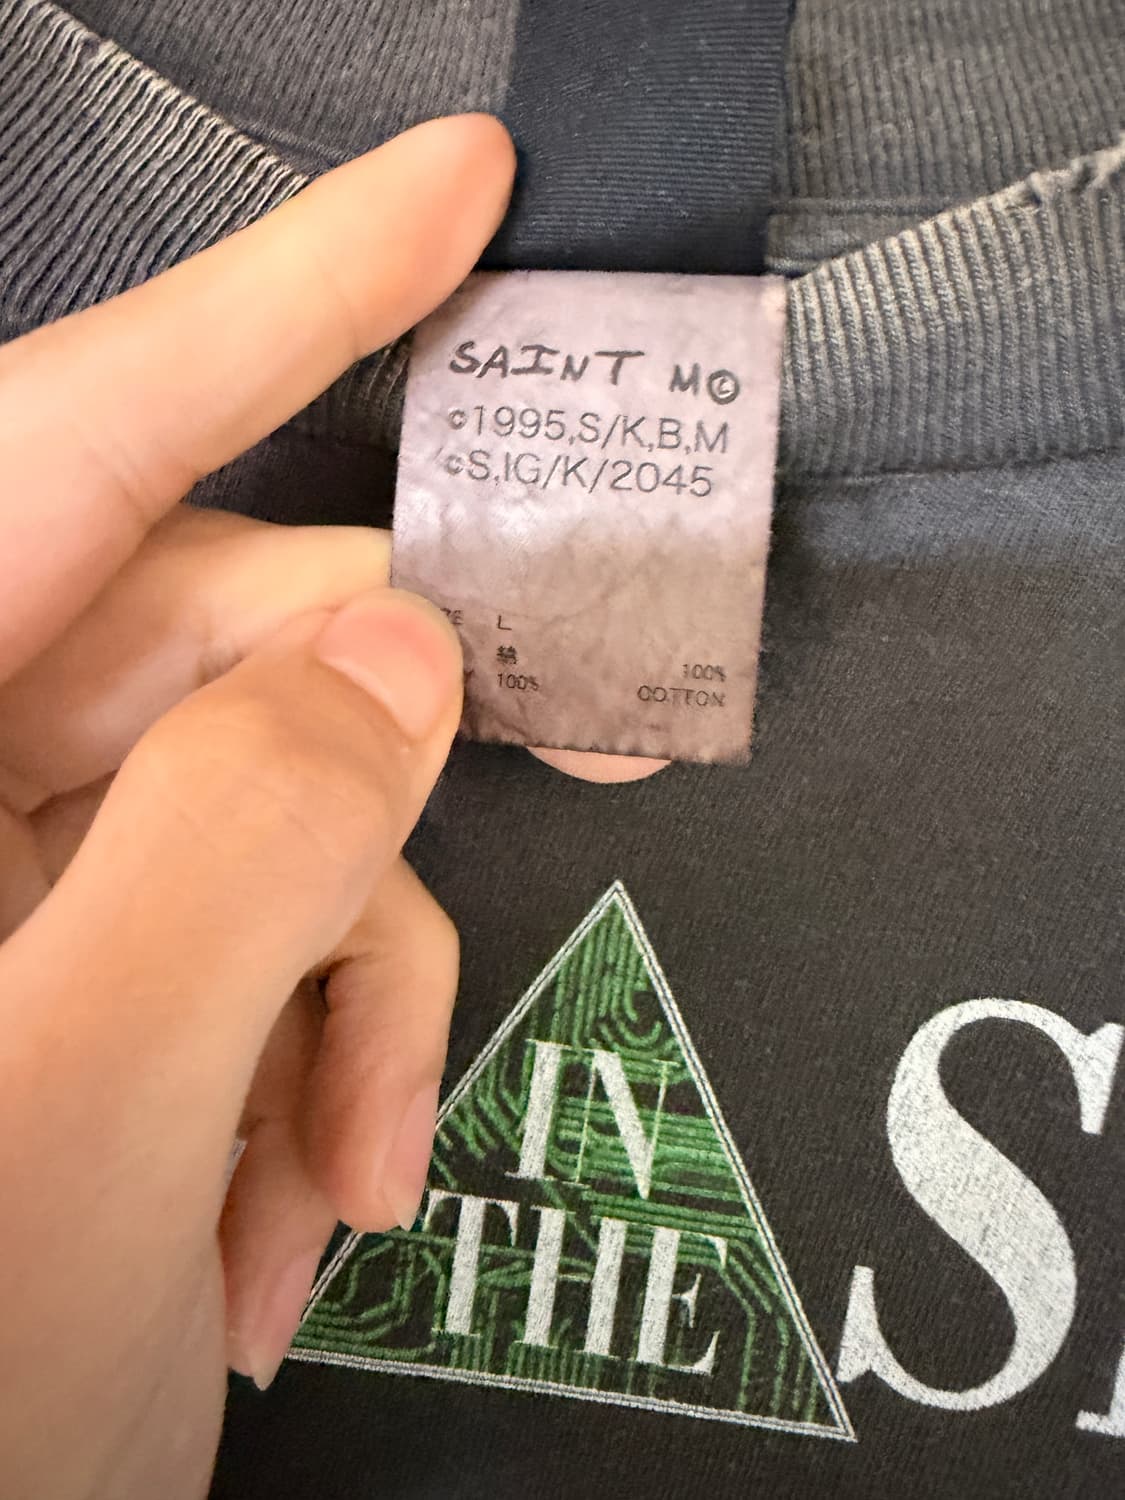 SAINT M©
©1995,S/K,B,M
©S,IG/K/2045
L
綿
100%
100%
COTTON
IN
THE
S